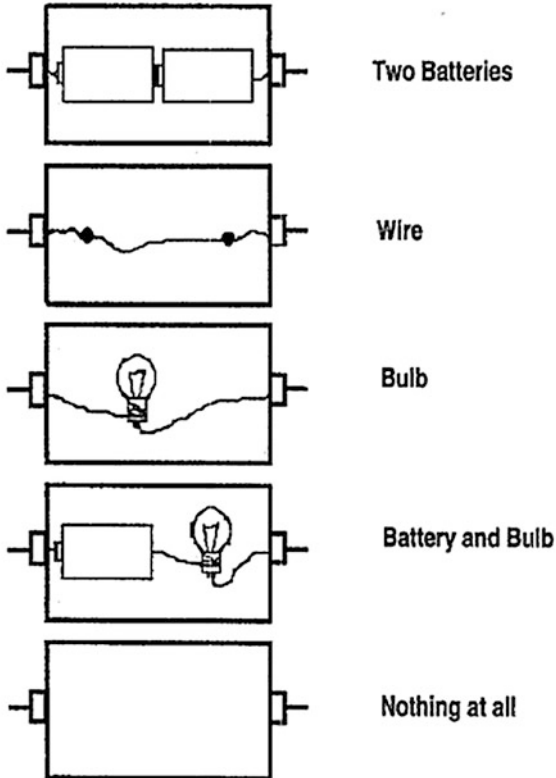 Two Batteries
Wire
Bulb
Battery and Bulb
Nothing at all